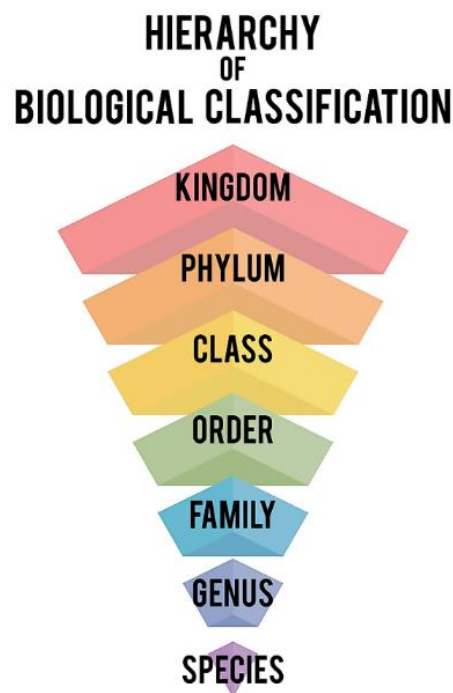 HIERARCHY
OF
BIOLOGICAL CLASSIFICATION
KINGDOM
PHYLUM
CLASS
ORDER
FAMILY
GENUS
SPECIES